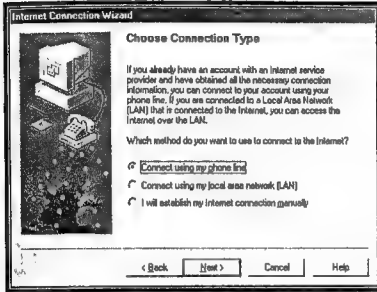 Internet Connection Wizard
Choose Connection Type
If you already have an account with an Internet service
provider and have obtained all the necessary connection
information, you can connect to your account using your
phone line. If you are connected to a Local Area Network
(LAN) that is connected to the Internet, you can access the
Internet over the LAN.
Which method do you want to use to connect to the Internet?
Connect using my phone line
Connect using my local area network (LAN)
I will establish my Internet connection manually
< Back Next > Cancel Help